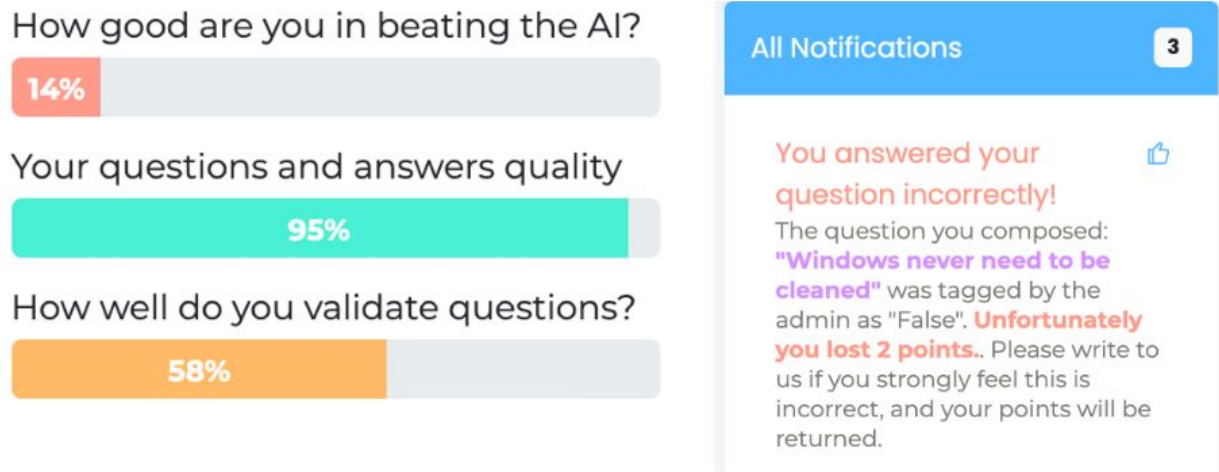 How good are you in beating the AI?
14%
Your questions and answers quality
95%
How well do you validate questions?
58%
All Notifications
3
You answered your
question incorrectly!
The question you composed:
"Windows never need to be
cleaned" was tagged by the
admin as "False". Unfortunately
you lost 2 points.. Please write to
us if you strongly feel this is
incorrect, and your points will be
returned.